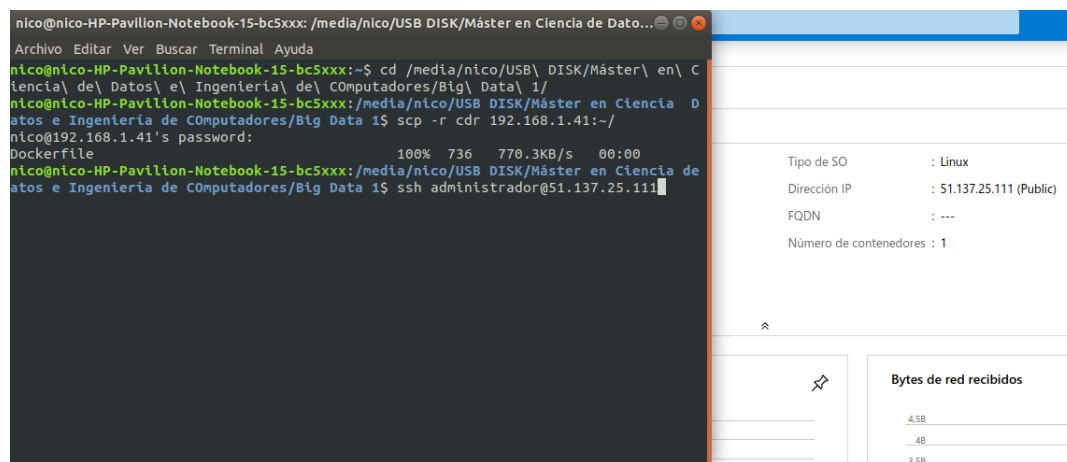 nico@nico-HP-Pavilion-Notebook-15-bc5xxx: /media/nico/USB DISK/Máster en Ciencia de Dato...
Archivo Editar Ver Buscar Terminal Ayuda
nico@nico-HP-Pavilion-Notebook-15-bc5xxx:~$ cd /media/nico/USB\ DISK/Máster\ en\ C
iencia\ de\ Datos\ e\ Ingeniería\ de\ COmputadores/Big\ Data\ 1/
nico@nico-HP-Pavilion-Notebook-15-bc5xxx:/media/nico/USB DISK/Máster en Ciencia D
atos e Ingeniería de COmputadores/Big Data 1$ scp -r cdr 192.168.1.41:~/
nico@192.168.1.41's password:
Dockerfile 100% 736 770.3KB/s 00:00
nico@nico-HP-Pavilion-Notebook-15-bc5xxx:/media/nico/USB DISK/Máster en Ciencia de
atos e Ingeniería de COmputadores/Big Data 1$ ssh administrador@51.137.25.111
Tipo de SO : Linux
Dirección IP : 51.137.25.111 (Public)
FQDN : ---
Número de contenedores : 1
Bytes de red recibidos
4,5B
4B
3,5B